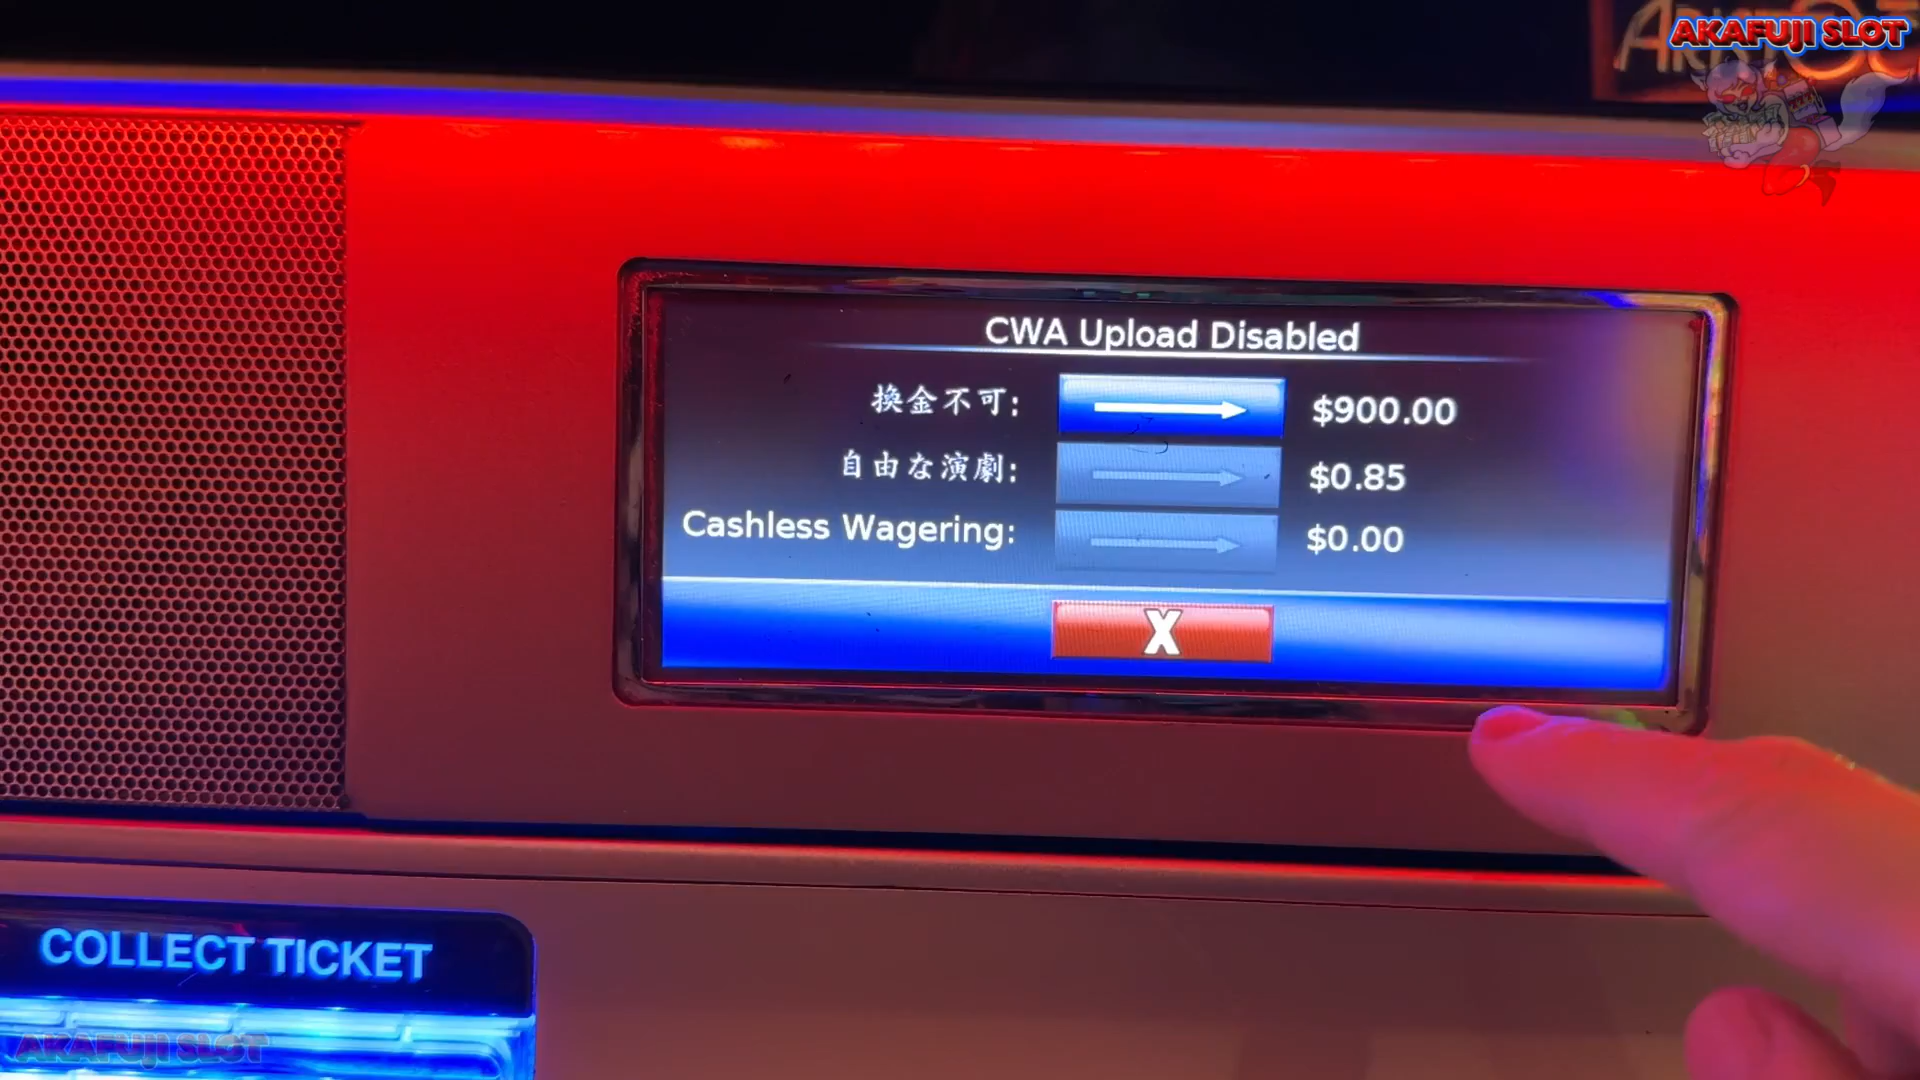 AKAFUJI SLOT
CWA Upload Disabled
換金不可: $900.00
自由な演劇: $0.85
Cashless Wagering: $0.00
X
COLLECT TICKET
AKAFUJI SLOT